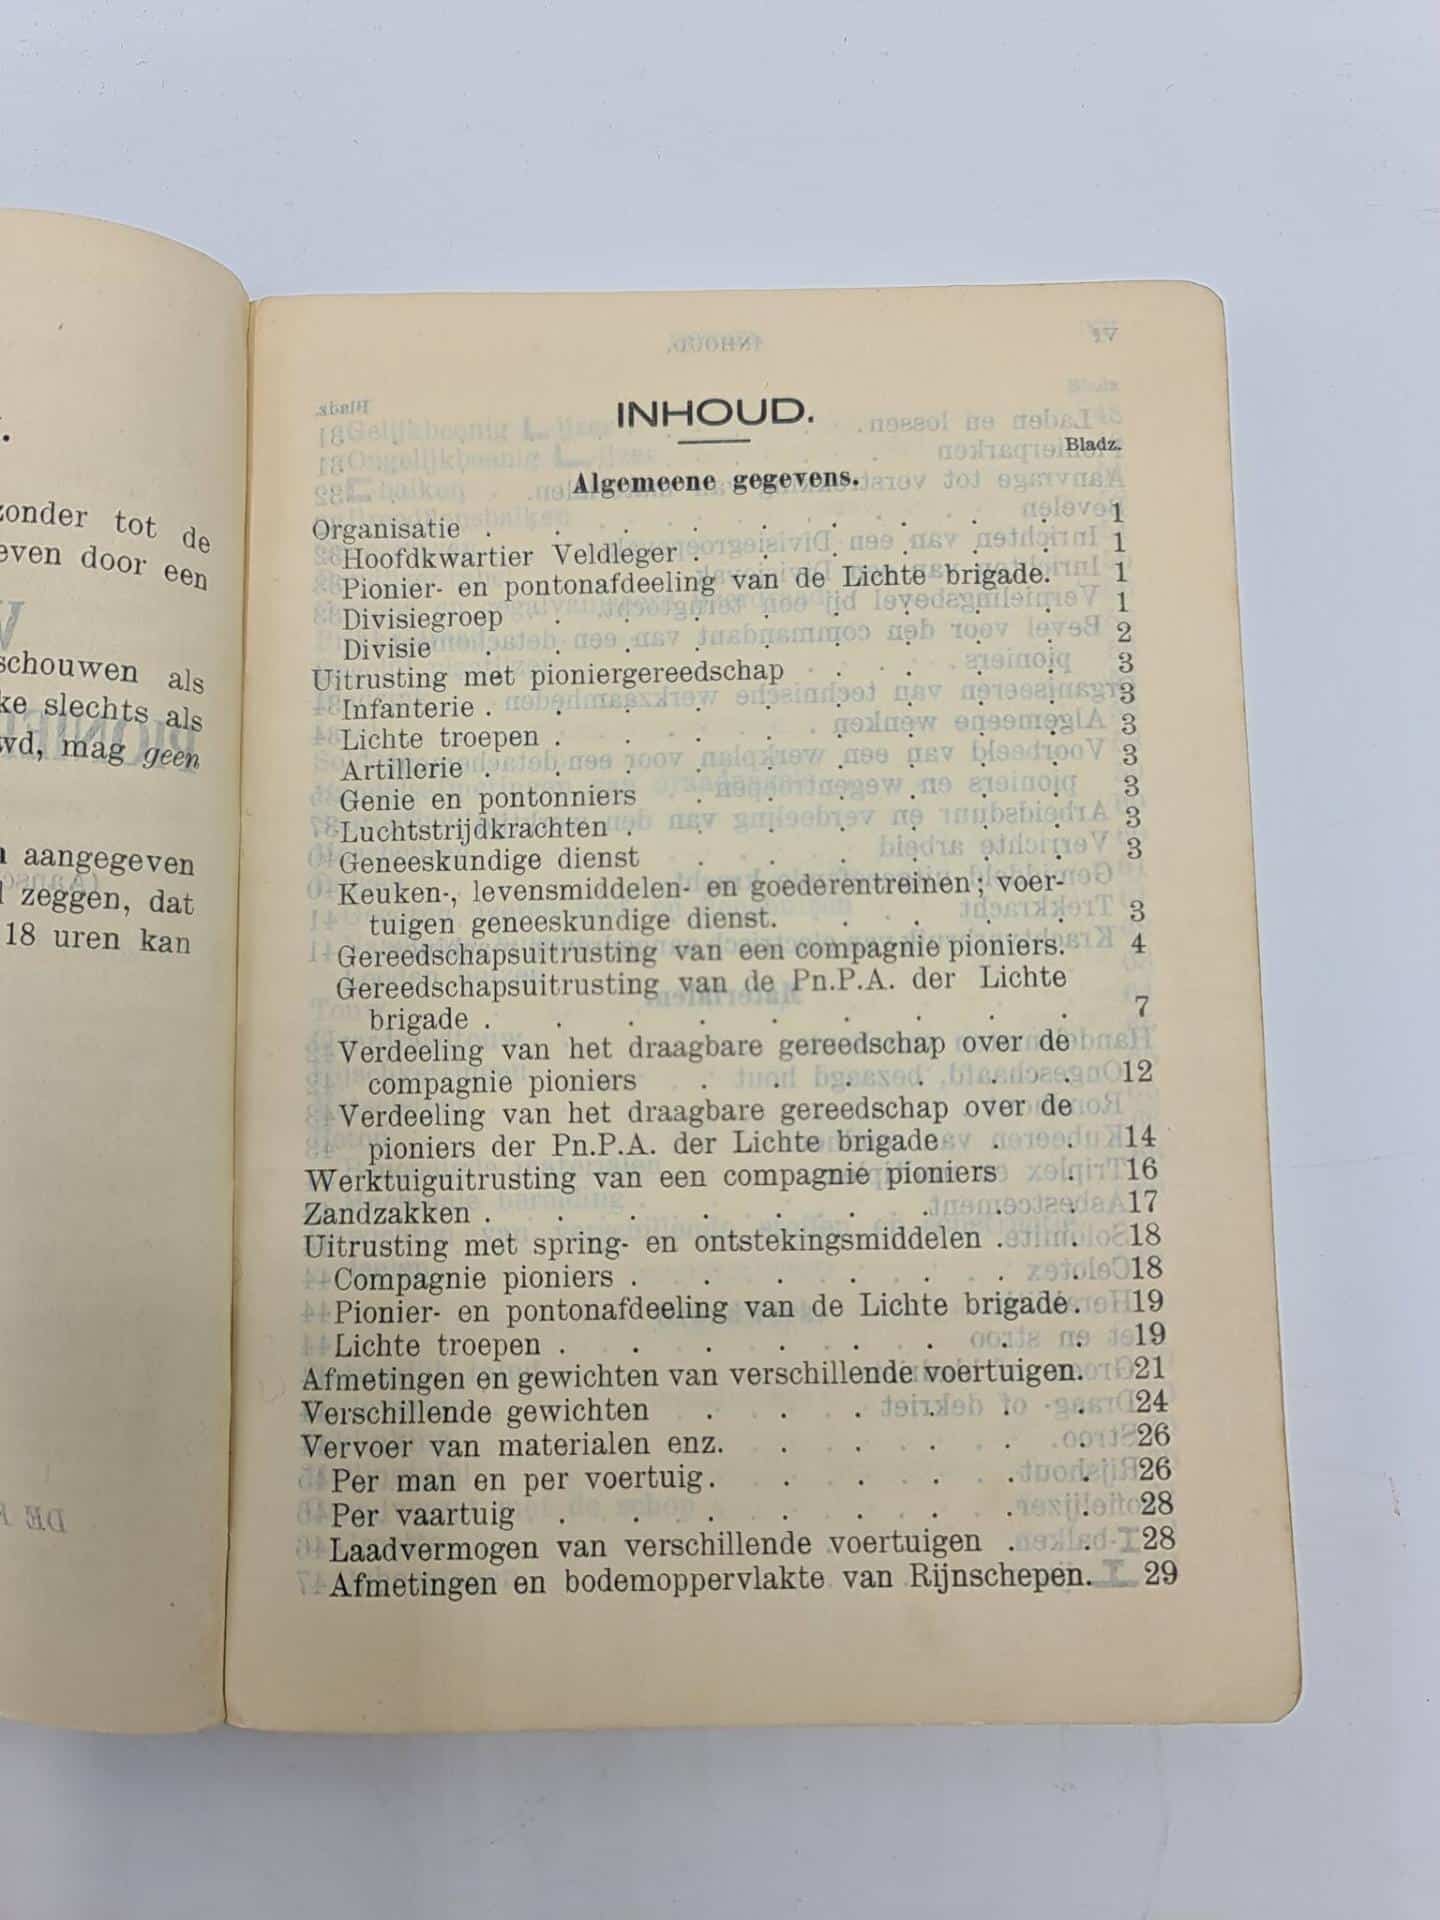 zonder tot de
even door een
schouwen als
ke slechts als
wd, mag geen
aangegeven
zeggen, dat
18 uren kan
INHOUD.
Bladz.
Algemeene gegevens.
Organisatie . . . . . . . . . 1
Hoofdkwartier Veldleger . . . . . . 1
Pionier- en pontonafdeeling van de Lichte brigade. 1
Divisiegroep . . . . . . . . 1
Divisie . . . . . . . . . 2
Uitrusting met pioniergereedschap . . . . 3
Infanterie . . . . . . . . . 3
Lichte troepen . . . . . . . . 3
Artillerie . . . . . . . . . 3
Genie en pontonniers . . . . . . 3
Luchtstrijdkrachten . . . . . . . 3
Geneeskundige dienst . . . . . . 3
Keuken-, levensmiddelen- en goederentreinen; voer-
tuigen geneeskundige dienst. . . . . 3
Gereedschapsuitrusting van een compagnie pioniers. 4
Gereedschapsuitrusting van de Pn.P.A. der Lichte
brigade . . . . . . . . . 7
Verdeeling van het draagbare gereedschap over de
compagnie pioniers . . . . . . 12
Verdeeling van het draagbare gereedschap over de
pioniers der Pn.P.A. der Lichte brigade . . 14
Werktuiguitrusting van een compagnie pioniers . 16
Zandzakken . . . . . . . . . 17
Uitrusting met spring- en ontstekingsmiddelen . . 18
Compagnie pioniers . . . . . . . 18
Pionier- en pontonafdeeling van de Lichte brigade. 19
Lichte troepen . . . . . . . . 19
Afmetingen en gewichten van verschillende voertuigen. 21
Verschillende gewichten . . . . . . 24
Vervoer van materialen enz. . . . . . 26
Per man en per voertuig. . . . . . 26
Per vaartuig . . . . . . . . 28
Laadvermogen van verschillende voertuigen . . 28
Afmetingen en bodemoppervlakte van Rijnschepen. 29